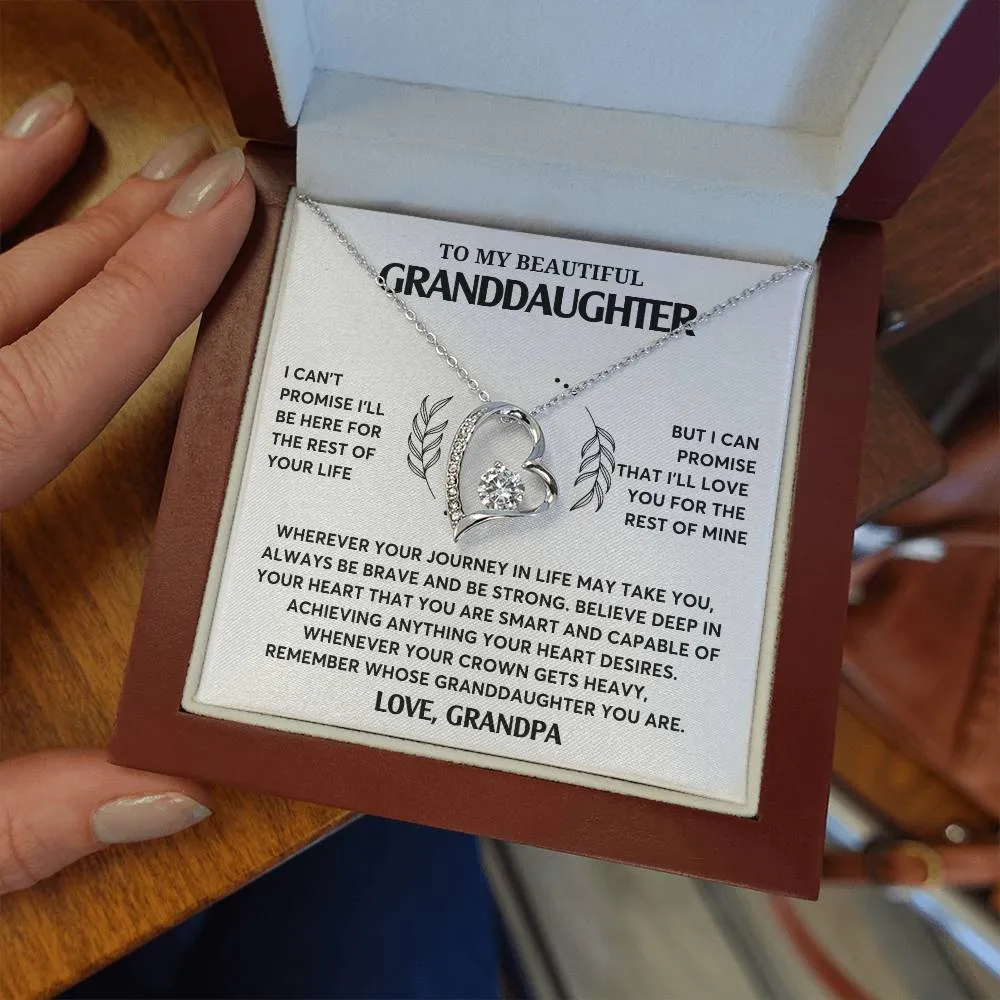 TO MY BEAUTIFUL
GRANDDAUGHTER
I CAN'T
PROMISE I'LL
BE HERE FOR
THE REST OF
YOUR LIFE
BUT I CAN
PROMISE
THAT I'LL LOVE
YOU FOR THE
REST OF MINE
WHEREVER YOUR JOURNEY IN LIFE MAY TAKE YOU,
ALWAYS BE BRAVE AND BE STRONG. BELIEVE DEEP IN
YOUR HEART THAT YOU ARE SMART AND CAPABLE OF
ACHIEVING ANYTHING YOUR HEART DESIRES.
WHENEVER YOUR CROWN GETS HEAVY,
REMEMBER WHOSE GRANDDAUGHTER YOU ARE.
LOVE, GRANDPA